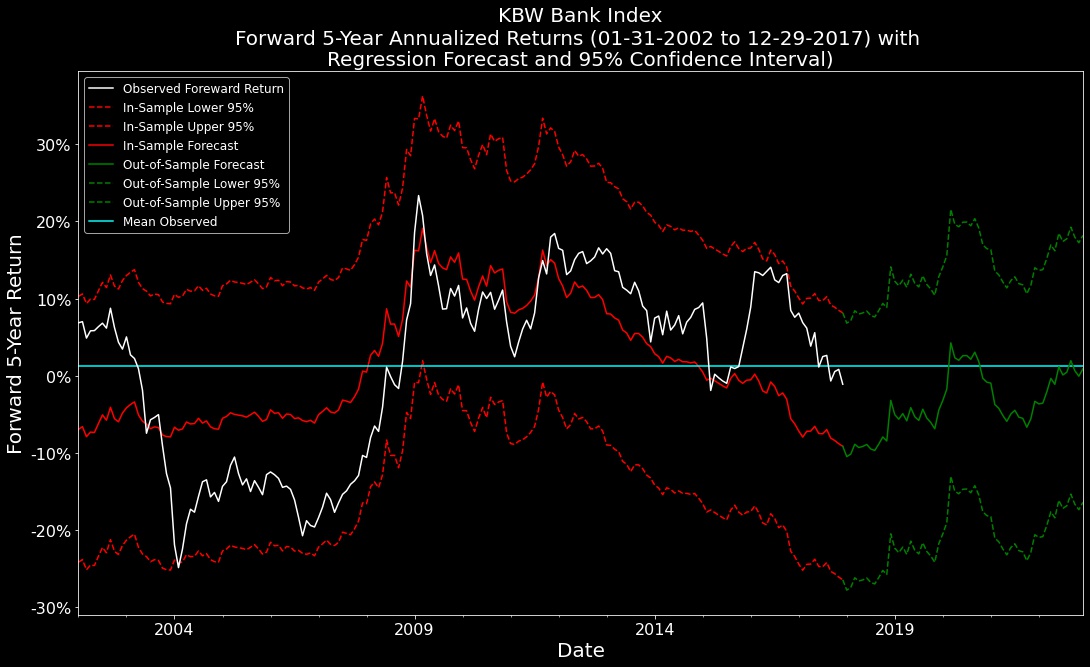 KBW Bank Index
Forward 5-Year Annualized Returns (01-31-2002 to 12-29-2017) with
Regression Forecast and 95% Confidence Interval)
Observed Foreward Return
In-Sample Lower 95%
In-Sample Upper 95%
In-Sample Forecast
Out-of-Sample Forecast
Out-of-Sample Lower 95%
Out-of-Sample Upper 95%
Mean Observed
Forward 5-Year Return
30%
20%
10%
0%
-10%
-20%
-30%
2004 2009 2014 2019
Date